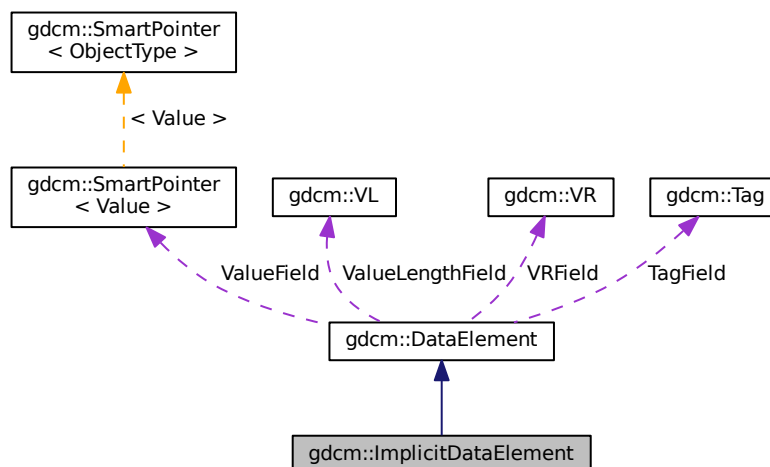 gdcm::SmartPointer
< ObjectType >
< Value >
gdcm::SmartPointer
< Value >
gdcm::VL
gdcm::VR
gdcm::Tag
ValueField
ValueLengthField
VRField
TagField
gdcm::DataElement
gdcm::ImplicitDataElement